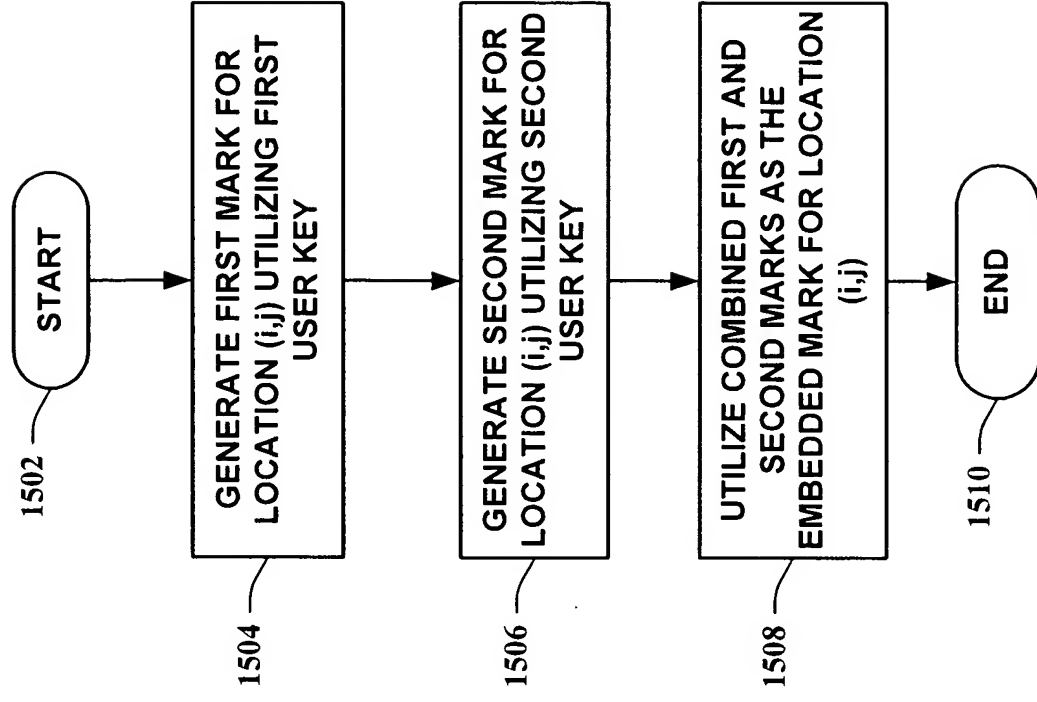 START
1502
GENERATE FIRST MARK FOR
LOCATION (i,j) UTILIZING FIRST
USER KEY
1504
GENERATE SECOND MARK FOR
LOCATION (i,j) UTILIZING SECOND
USER KEY
1506
UTILIZE COMBINED FIRST AND
SECOND MARKS AS THE
EMBEDDED MARK FOR LOCATION
(i,j)
1508
END
1510